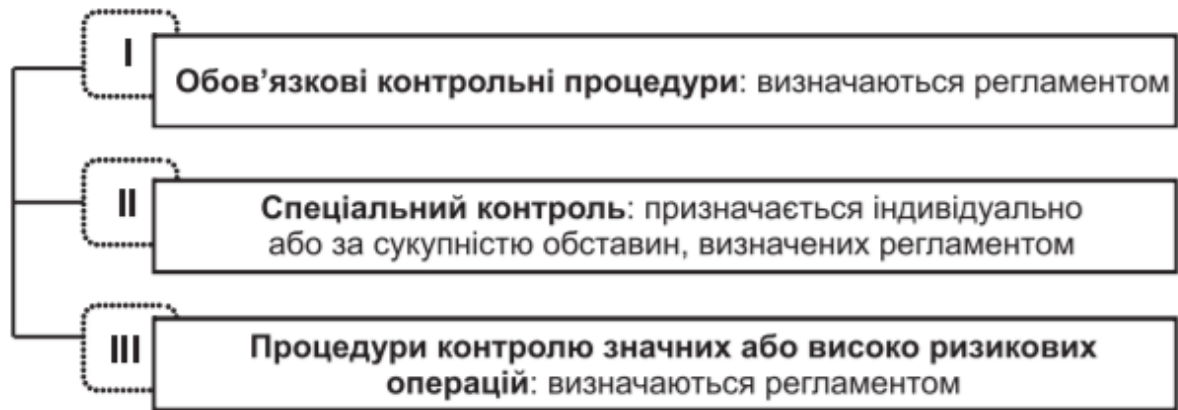 I
Обов’язкові контрольні процедури: визначаються регламентом
II
Спеціальний контроль: призначається індивідуально
або за сукупністю обставин, визначених регламентом
III
Процедури контролю значних або високо ризикових
операцій: визначаються регламентом